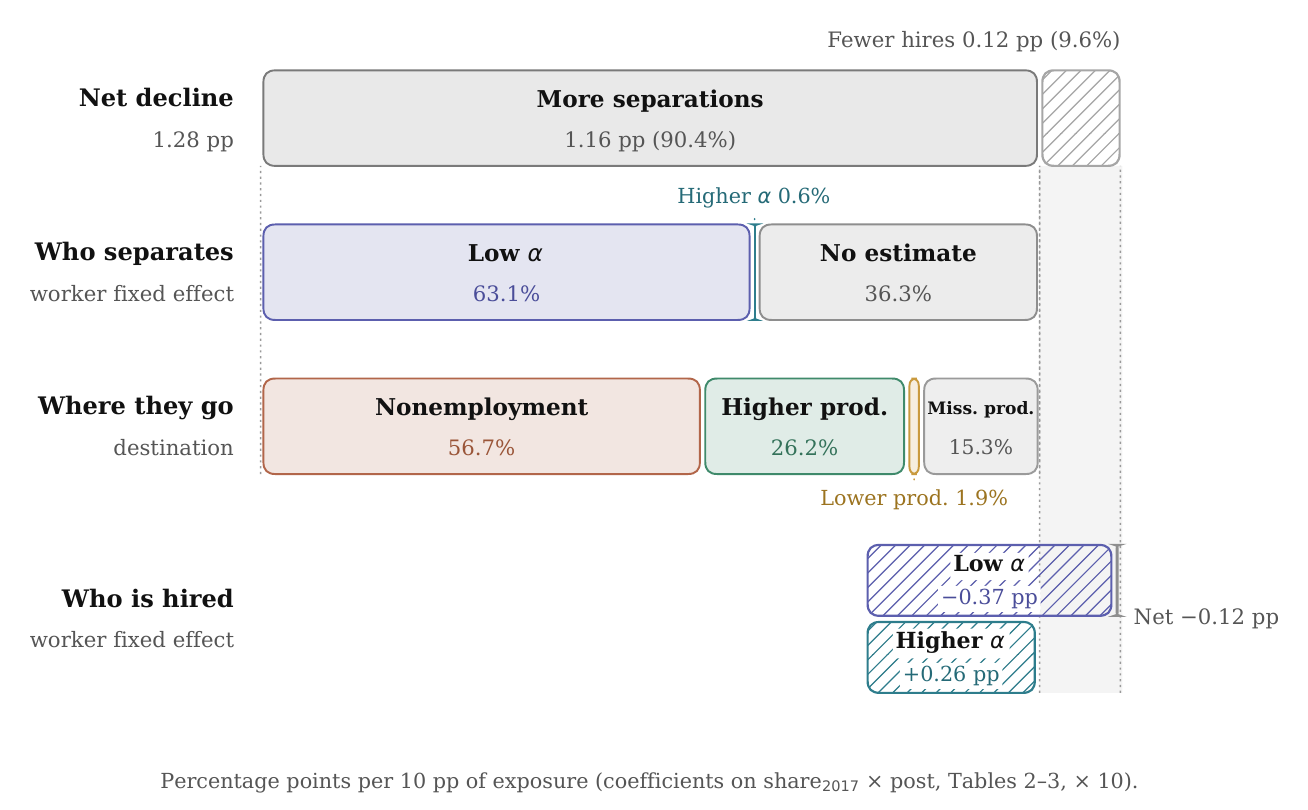 Fewer hires 0.12 pp (9.6%)
Net decline
1.28 pp
More separations
1.16 pp (90.4%)
Higher α 0.6%
Who separates
worker fixed effect
Low α
63.1%
No estimate
36.3%
Where they go
destination
Nonemployment
56.7%
Higher prod.
26.2%
Miss. prod.
15.3%
Lower prod. 1.9%
Who is hired
worker fixed effect
Low α
−0.37 pp
Higher α
+0.26 pp
Net −0.12 pp
Percentage points per 10 pp of exposure (coefficients on share₂₀₁₇ × post, Tables 2–3, × 10).